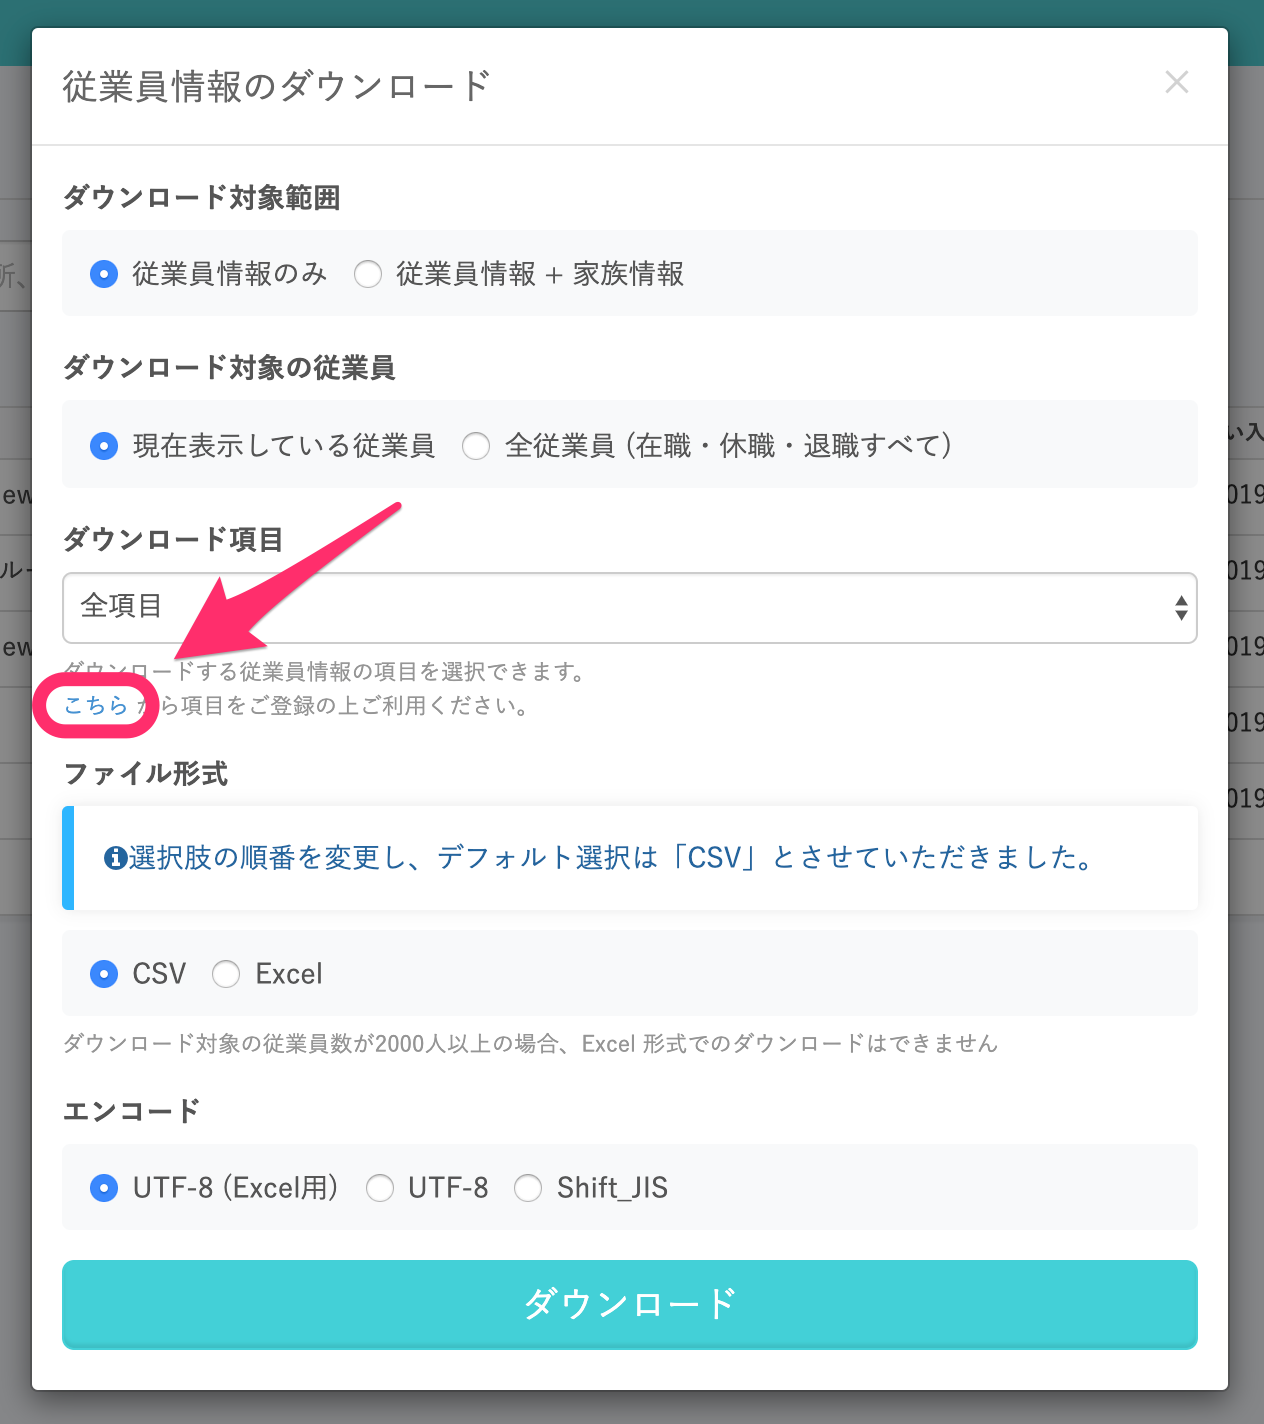 従業員情報のダウンロード
ダウンロード対象範囲
従業員情報のみ 従業員情報 + 家族情報
ダウンロード対象の従業員
現在表示している従業員 全従業員 (在職・休職・退職すべて)
ダウンロード項目
全項目
ダウンロードする従業員情報の項目を選択できます。
こちら から項目をご登録の上ご利用ください。
ファイル形式
選択肢の順番を変更し、デフォルト選択は「CSV」とさせていただきました。
CSV Excel
ダウンロード対象の従業員数が2000人以上の場合、Excel 形式でのダウンロードはできません
エンコード
UTF-8 (Excel用) UTF-8 Shift_JIS
ダウンロード
所、
ew
ルー
ew
い入
019
019
019
019
019